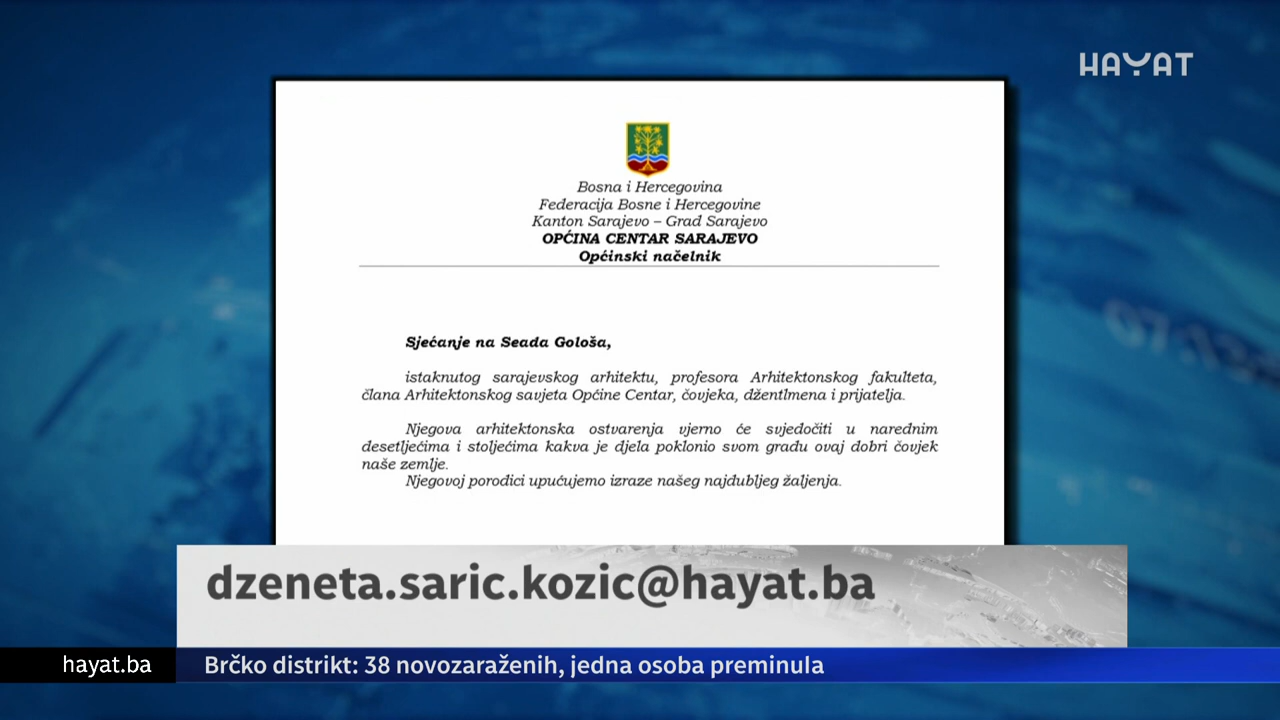 HAYAT
Bosna i Hercegovina
Federacija Bosne i Hercegovine
Kanton Sarajevo – Grad Sarajevo
OPĆINA CENTAR SARAJEVO
Općinski načelnik
Sjećanje na Seada Gološa,
istaknutog sarajevskog arhitektu, profesora Arhitektonskog fakulteta,
člana Arhitektonskog savjeta Općine Centar, čovjeka, džentlmena i prijatelja.
Njegova arhitektonska ostvarenja vjerno će svjedočiti u narednim
desetljećima i stoljećima kakva je djela poklonio svom gradu ovaj dobri čovjek
naše zemlje.
Njegovoj porodici upućujemo izraze našeg najdubljeg žaljenja.
dzeneta.saric.kozic@hayat.ba
hayat.ba
Brčko distrikt: 38 novozaraženih, jedna osoba preminula